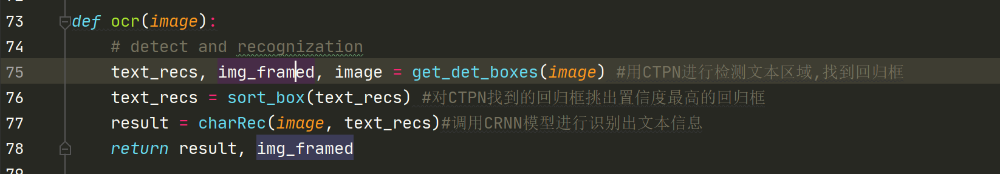 73 def ocr(image):
74 # detect and recognization
75 text_recs, img_framed, image = get_det_boxes(image) #用CTPN进行检测文本区域,找到回归框
76 text_recs = sort_box(text_recs) #对CTPN找到的回归框挑出置信度最高的回归框
77 result = charRec(image, text_recs)#调用CRNN模型进行识别出文本信息
78 return result, img_framed